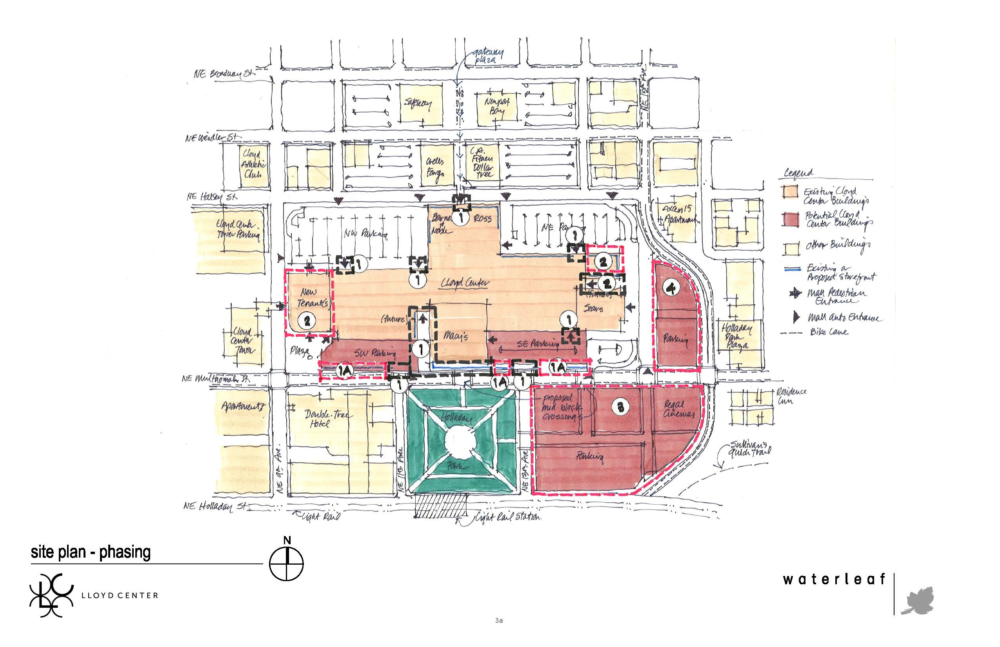 gateway
plaza
NE Broadway St.
NE 15th Ave.
Safeway
Newport
Bay
NE Weidler St.
Lloyd
Athletic
Club
Wells
Fargo
L.A.
Fitness
Dollar
Tree
Legend
Existing Lloyd
Center Buildings
Potential Lloyd
Center Buildings
Other Buildings
Existing or
Proposed Storefront
Mall Pedestrian
Entrance
Mall Auto Entrance
Bike Lane
NE Halsey St.
Lloyd Center
Tower Parking
NW Parking
Barnes
&
Noble
1
ROSS
NE Par
1
Axcess 15
Apartments
1
1
2
Lloyd Center
2
(future)
Sears
4
New
Tenant(s)
2
(future)
1
Macy's
Lloyd
Center
Tower
Plaza
SW Parking
1
SE Parking
Parking
Holladay
Park
Plaza
1A
1A
NE Multnomah St.
1
1A
1
Apartments
Double Tree
Hotel
Holladay
Park
proposed
mid-block
crossings
3
Regal
Cinemas
Residence
Inn
Parking
Sullivan's
Gulch Trail
NE 9th Ave.
NE 11th Ave.
NE 13th Ave.
NE Holladay St.
Light Rail
Light Rail Station
N
site plan - phasing
LLOYD CENTER
waterleaf
3a